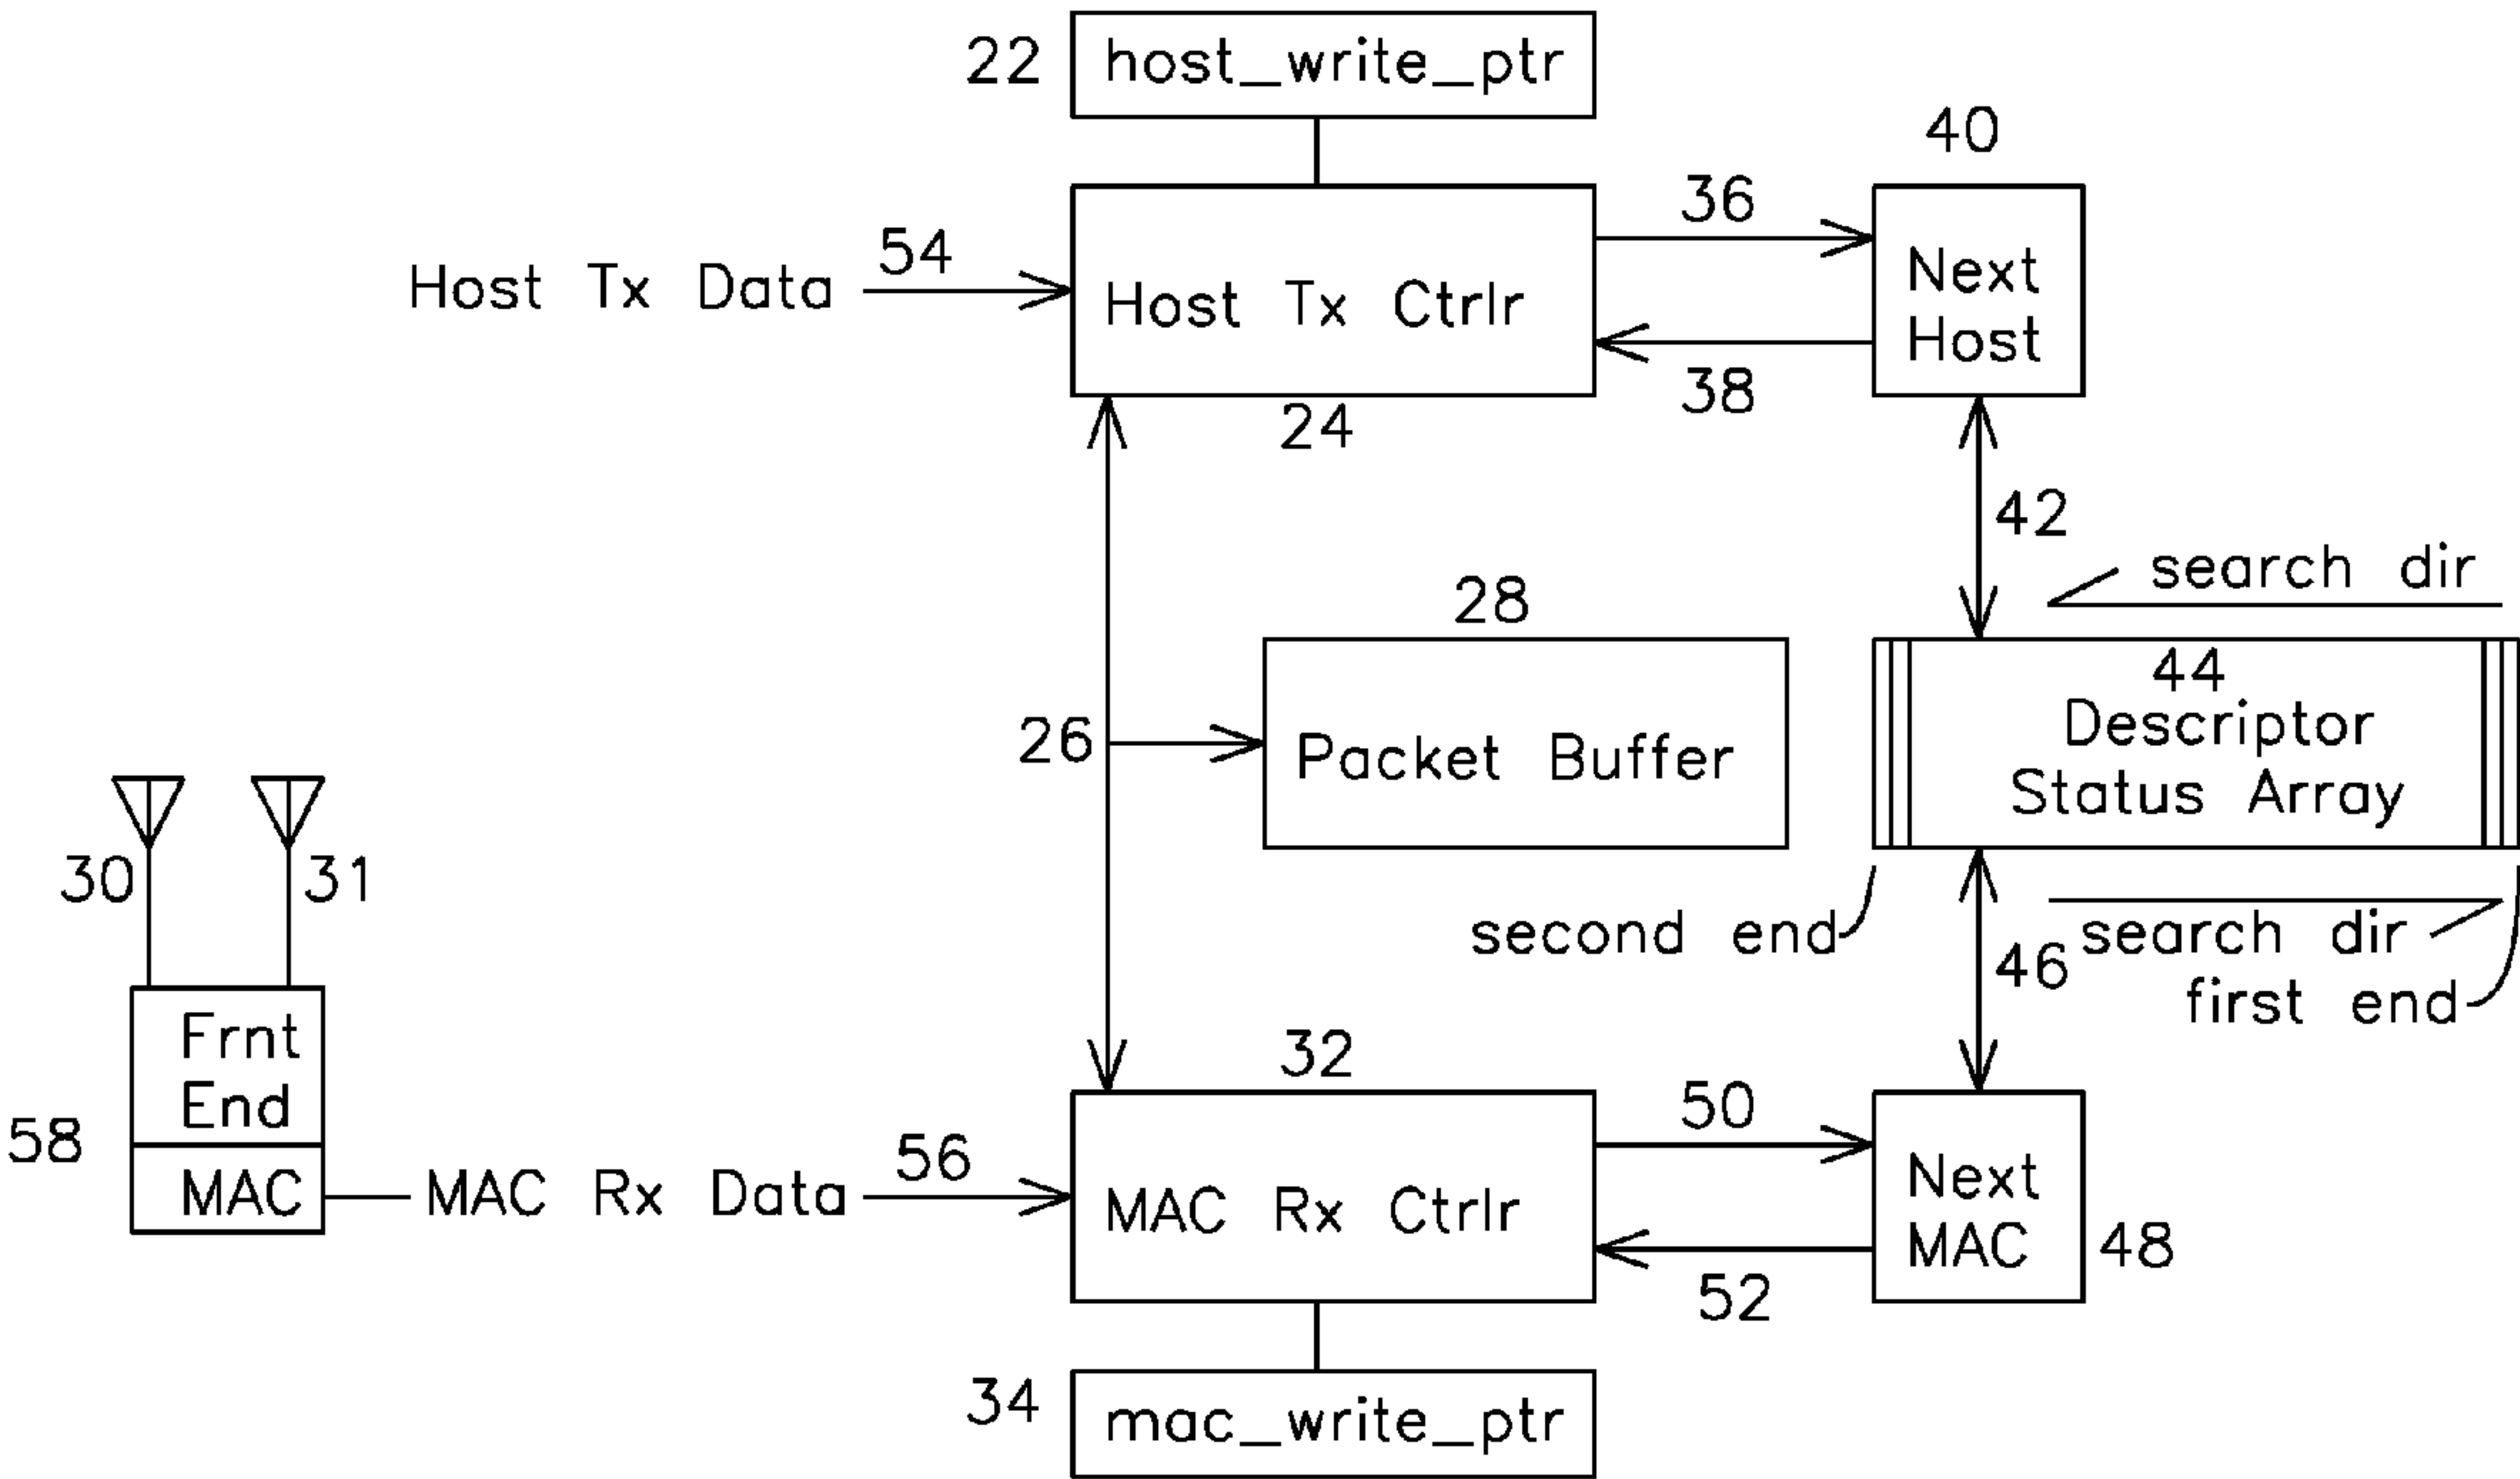 22 host_write_ptr
40
36
54
Host Tx Data
Host Tx Ctrlr
Next
Host
38
24
42
search dir
28
44
Descriptor
26
Packet Buffer
Status Array
30 31
second end
search dir
46
first end
Frnt
End
32
50
58
56
MAC
MAC Rx Data
MAC Rx Ctrlr
Next
MAC
48
52
34 mac_write_ptr